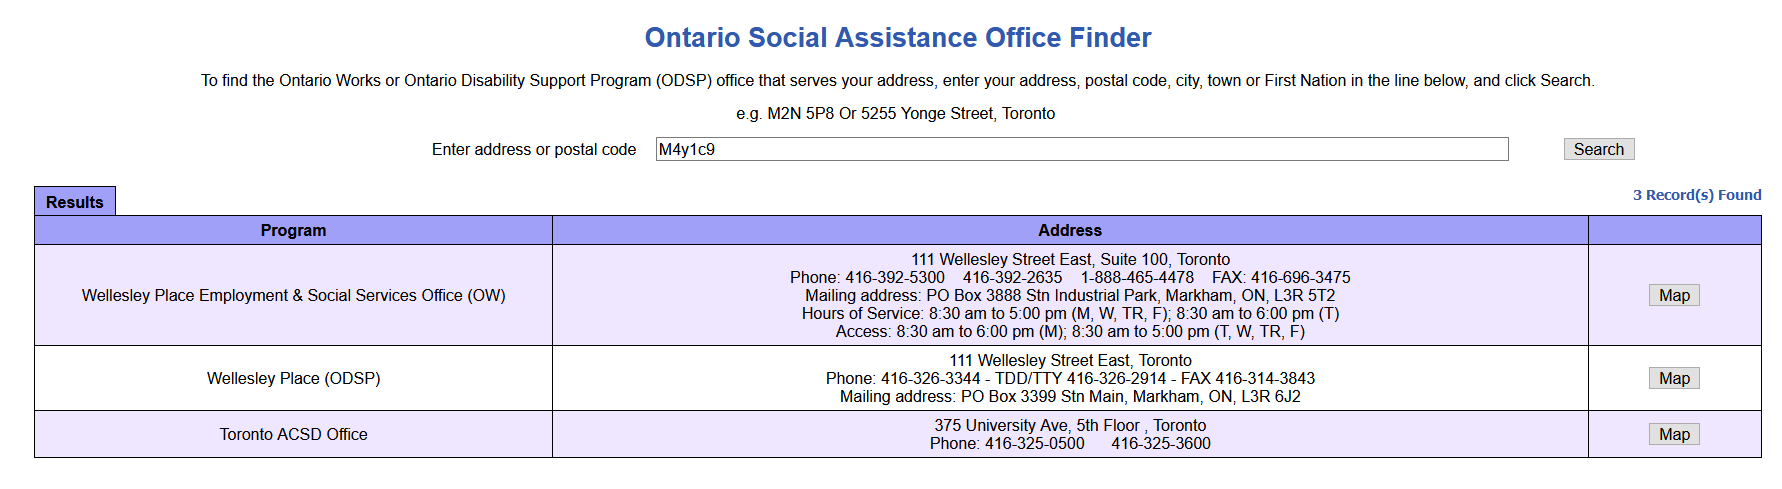 Ontario Social Assistance Office Finder
To find the Ontario Works or Ontario Disability Support Program (ODSP) office that serves your address, enter your address, postal code, city, town or First Nation in the line below, and click Search.
e.g. M2N 5P8 Or 5255 Yonge Street, Toronto
Enter address or postal code M4y1c9 Search
Results 3 Record(s) Found
Program Address
111 Wellesley Street East, Suite 100, Toronto
Phone: 416-392-5300 416-392-2635 1-888-465-4478 FAX: 416-696-3475
Wellesley Place Employment & Social Services Office (OW) Mailing address: PO Box 3888 Stn Industrial Park, Markham, ON, L3R 5T2 Map
Hours of Service: 8:30 am to 5:00 pm (M, W, TR, F); 8:30 am to 6:00 pm (T)
Access: 8:30 am to 6:00 pm (M); 8:30 am to 5:00 pm (T, W, TR, F)
111 Wellesley Street East, Toronto
Wellesley Place (ODSP) Phone: 416-326-3344 - TDD/TTY 416-326-2914 - FAX 416-314-3843 Map
Mailing address: PO Box 3399 Stn Main, Markham, ON, L3R 6J2
Toronto ACSD Office 375 University Ave, 5th Floor , Toronto Map
Phone: 416-325-0500 416-325-3600